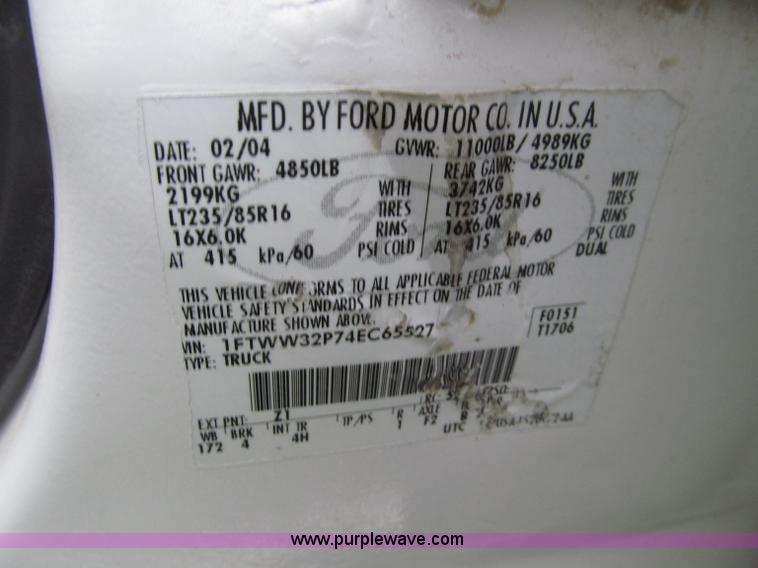 MFD. BY FORD MOTOR CO. IN U.S.A.
DATE: 02/04 GVWR: 11000LB/ 4989KG
FRONT GAWR: 4850LB REAR GAWR: 8250LB
2199KG WITH 3742KG WITH
LT235/85R16 TIRES LT235/85R16 TIRES
16X6.0K RIMS 16X6.0K RIMS
AT 415 kPa/60 PSI COLD AT 415 kPa/60 PSI COLD
DUAL
Ford
THIS VEHICLE CONFORMS TO ALL APPLICABLE FEDERAL MOTOR
VEHICLE SAFETY STANDARDS IN EFFECT ON THE DATE OF
MANUFACTURE SHOWN ABOVE.
VIN: 1FTWW32P74EC65527 F0151
TYPE: TRUCK T1706
EXT PNT: Z1 RC: 52
WB BRK INT TR TP/PS R AXLE
172 4 4H 1 F2
UTC
www.purplewave.com